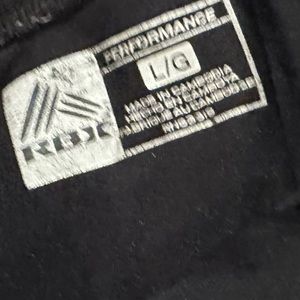 PERFORMANCE
L/G
RBX
MADE IN CAMBODIA
HECHO EN CAMBOYA
FABRIQUÉ AU CAMBODGE